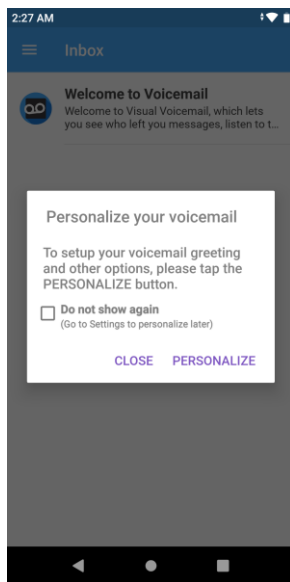 2:27 AM
Inbox
Welcome to Voicemail
Welcome to Visual Voicemail, which lets
you see who left you messages, listen to t...
Personalize your voicemail
To setup your voicemail greeting
and other options, please tap the
PERSONALIZE button.
Do not show again
(Go to Settings to personalize later)
CLOSE PERSONALIZE